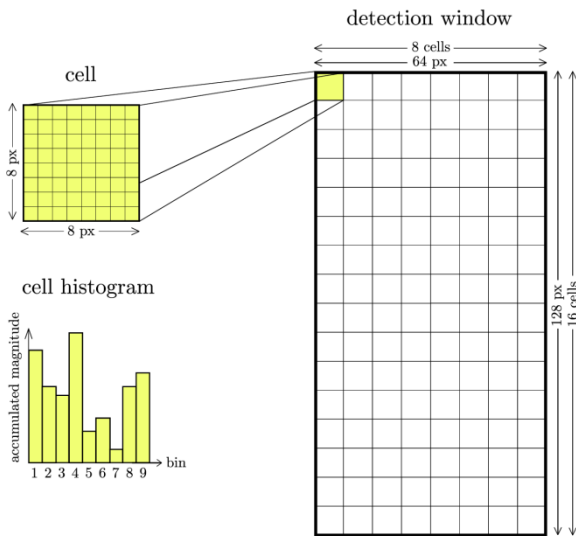 detection window
8 cells
64 px
cell
8 px
8 px
128 px
16 cells
cell histogram
accumulated magnitude
bin
1 2 3 4 5 6 7 8 9